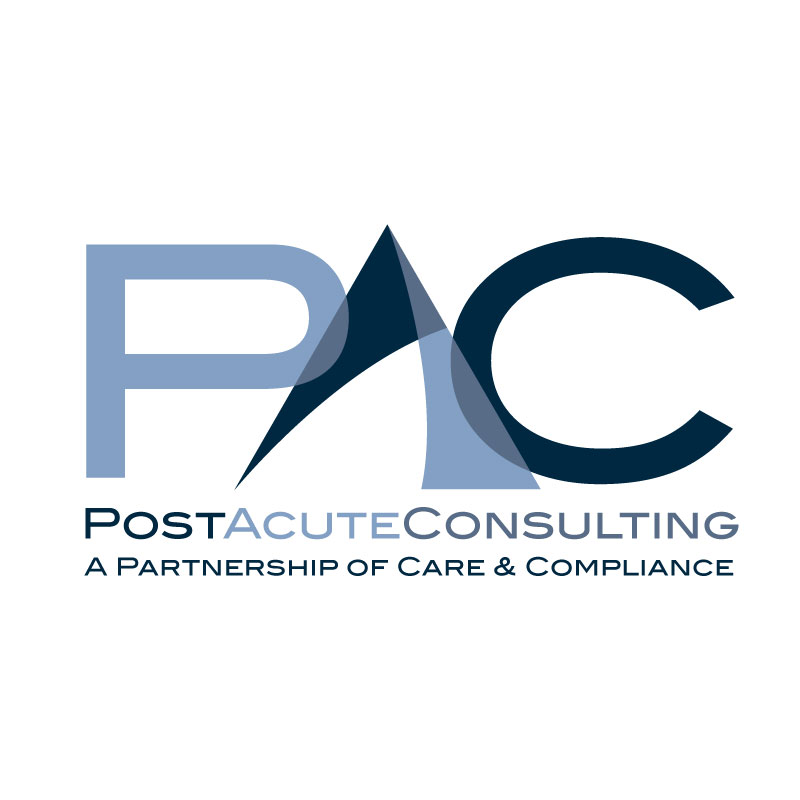 PAC
PostAcuteConsulting
A Partnership of Care & Compliance